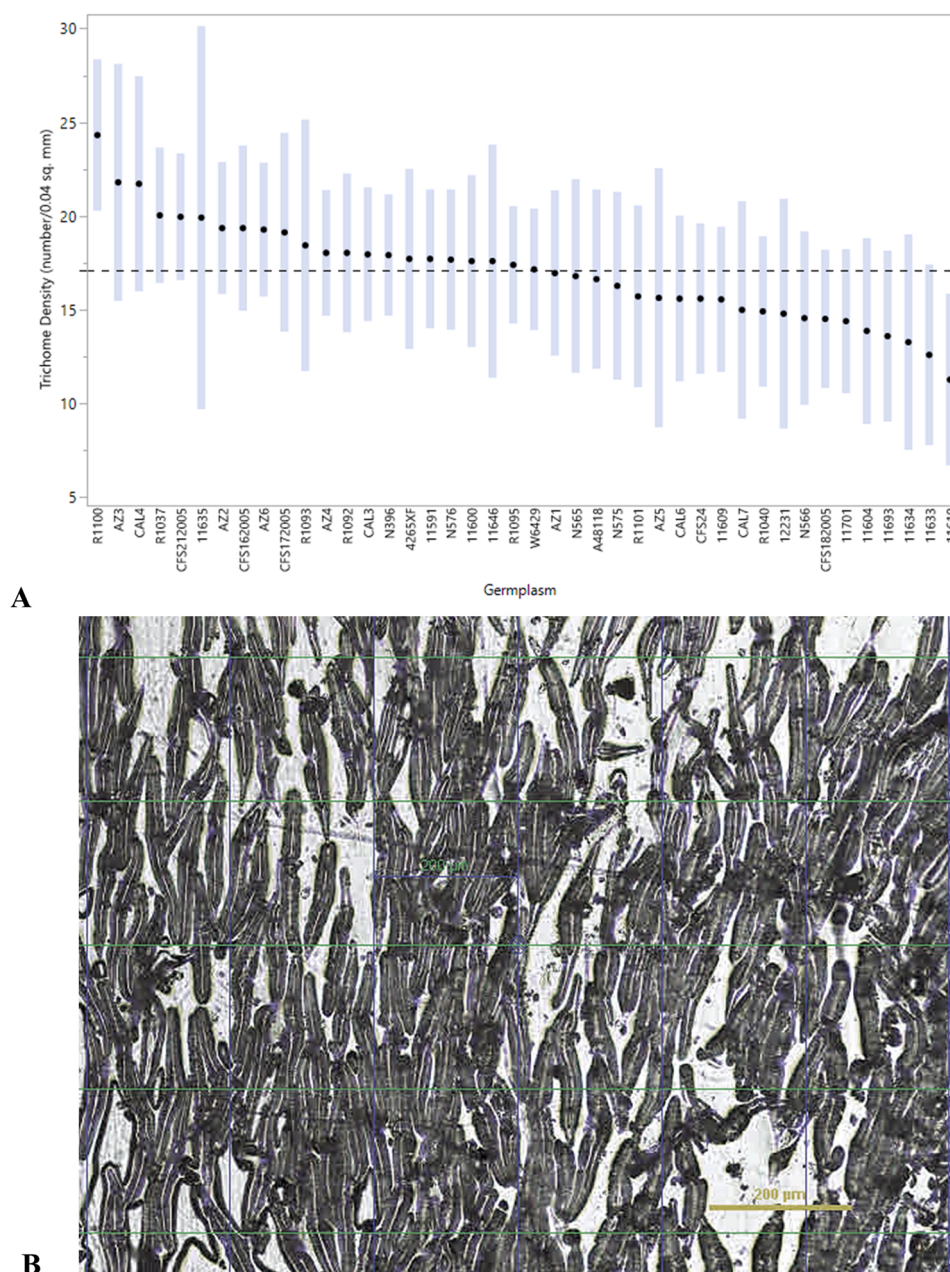 30
25
20
15
10
5
Trichome Density (number/0.04 sq. mm)
R1100
AZ3
CAL4
R1037
CFS212005
11635
AZ2
CFS162005
AZ6
CFS172005
R1093
AZ4
R1092
CAL3
N396
4265XF
11591
N576
11600
11646
R1095
W6429
AZ1
N565
A48118
N575
R1101
AZ5
CAL6
CFS24
11609
CAL7
R1040
12231
N566
CFS182005
11701
11604
11693
11634
11633
Germplasm
A
200 µm
200 µm
B